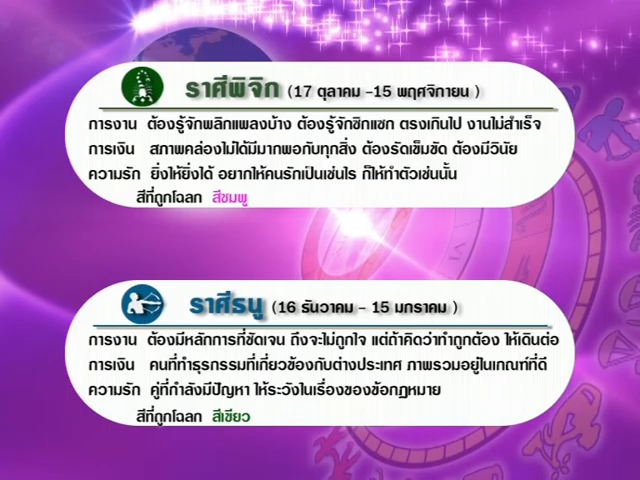 ราศีพิจิก (17 ตุลาคม -15 พฤศจิกายน )
การงาน ต้องรู้จักพลิกแพลงบ้าง ต้องรู้จักซิกแซก ตรงเกินไป งานไม่สำเร็จ
การเงิน สภาพคล่องไม่ได้มีมากพอกับทุกสิ่ง ต้องรัดเข็มขัด ต้องมีวินัย
ความรัก ยิ่งให้ยิ่งได้ อยากให้คนรักเป็นเช่นไร ก็ให้ทำตัวเช่นนั้น
สีที่ถูกโฉลก สีชมพู
ราศีธนู (16 ธันวาคม - 15 มกราคม )
การงาน ต้องมีหลักการที่ชัดเจน ถึงจะไม่ถูกใจ แต่ถ้าคิดว่าทำถูกต้อง ให้เดินต่อ
การเงิน คนที่ทำธุรกรรมที่เกี่ยวข้องกับต่างประเทศ ภาพรวมอยู่ในเกณฑ์ที่ดี
ความรัก คู่ที่กำลังมีปัญหา ให้ระวังในเรื่องของข้อกฎหมาย
สีที่ถูกโฉลก สีเขียว